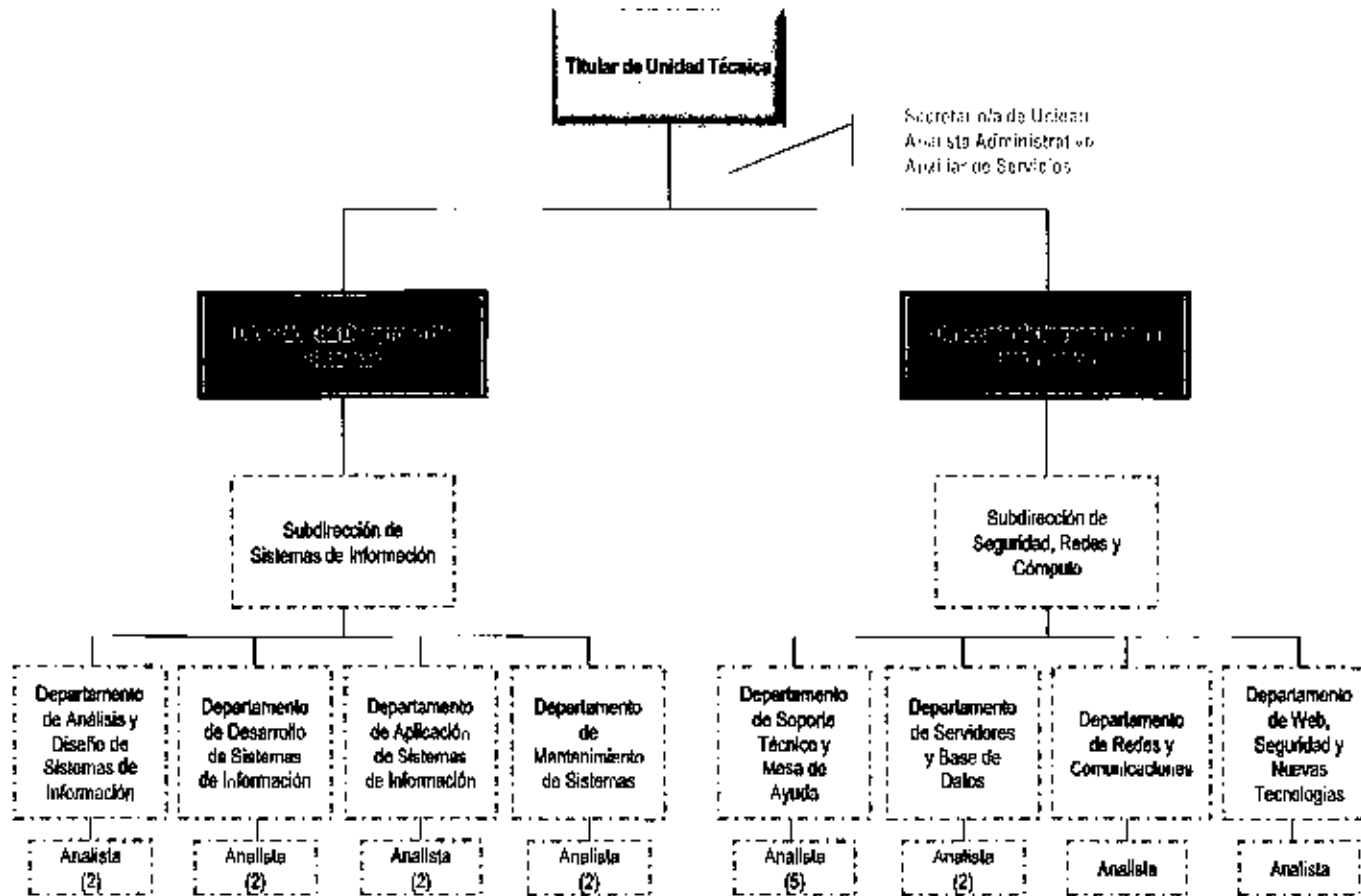 Titular de Unidad Técnica
de Unidad
Analista Administrativo
Auxiliar de Servicios
Subdirección de
Sistemas de Información
Subdirección de
Seguridad, Redes y
Cómputo
Departamento
de Análisis y
Diseño de
Sistemas de
Información
Departamento
de Desarrollo
de Sistemas
de Información
Departamento
de Aplicación
de Sistemas
de Información
Departamento
de
Mantenimiento
de Sistemas
Departamento
de Soporte
Técnico y
Mesa de
Ayuda
Departamento
de Servidores
y Base de
Datos
Departamento
de Redes y
Comunicaciones
Departamento
de Web,
Seguridad y
Nuevas
Tecnologías
Analista
(2)
Analista
(2)
Analista
(2)
Analista
(2)
Analista
(5)
Analista
(2)
Analista
Analista